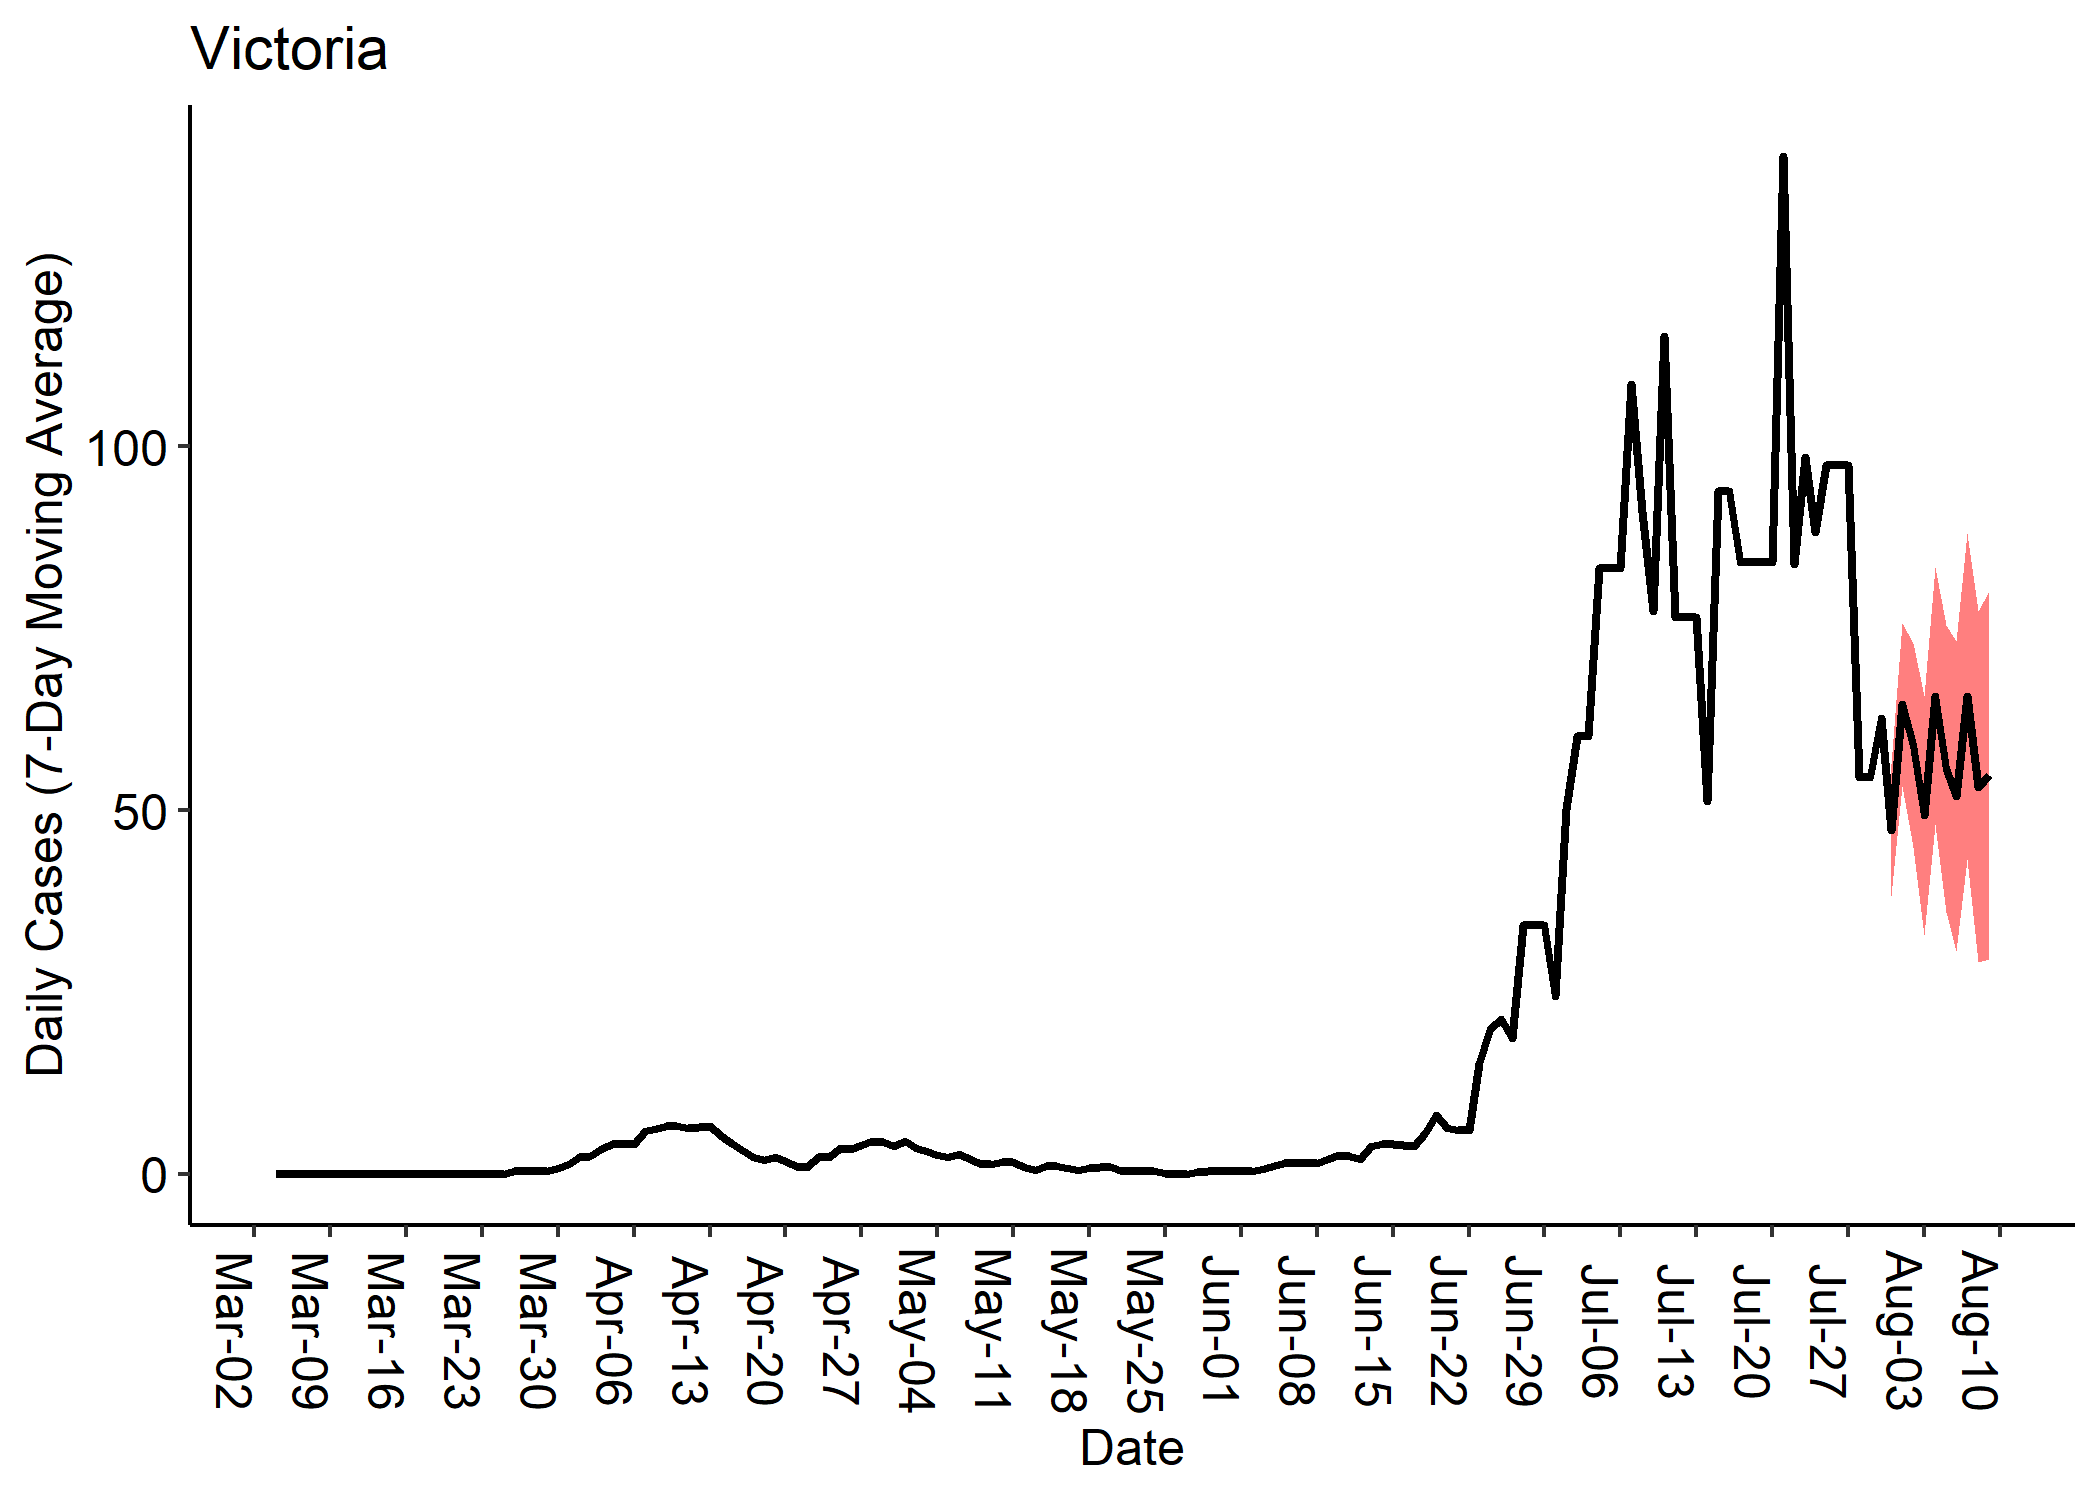 Victoria
Daily Cases (7-Day Moving Average)
100
50
0
Mar-02
Mar-09
Mar-16
Mar-23
Mar-30
Apr-06
Apr-13
Apr-20
Apr-27
May-04
May-11
May-18
May-25
Jun-01
Jun-08
Jun-15
Jun-22
Jun-29
Jul-06
Jul-13
Jul-20
Jul-27
Aug-03
Aug-10
Date